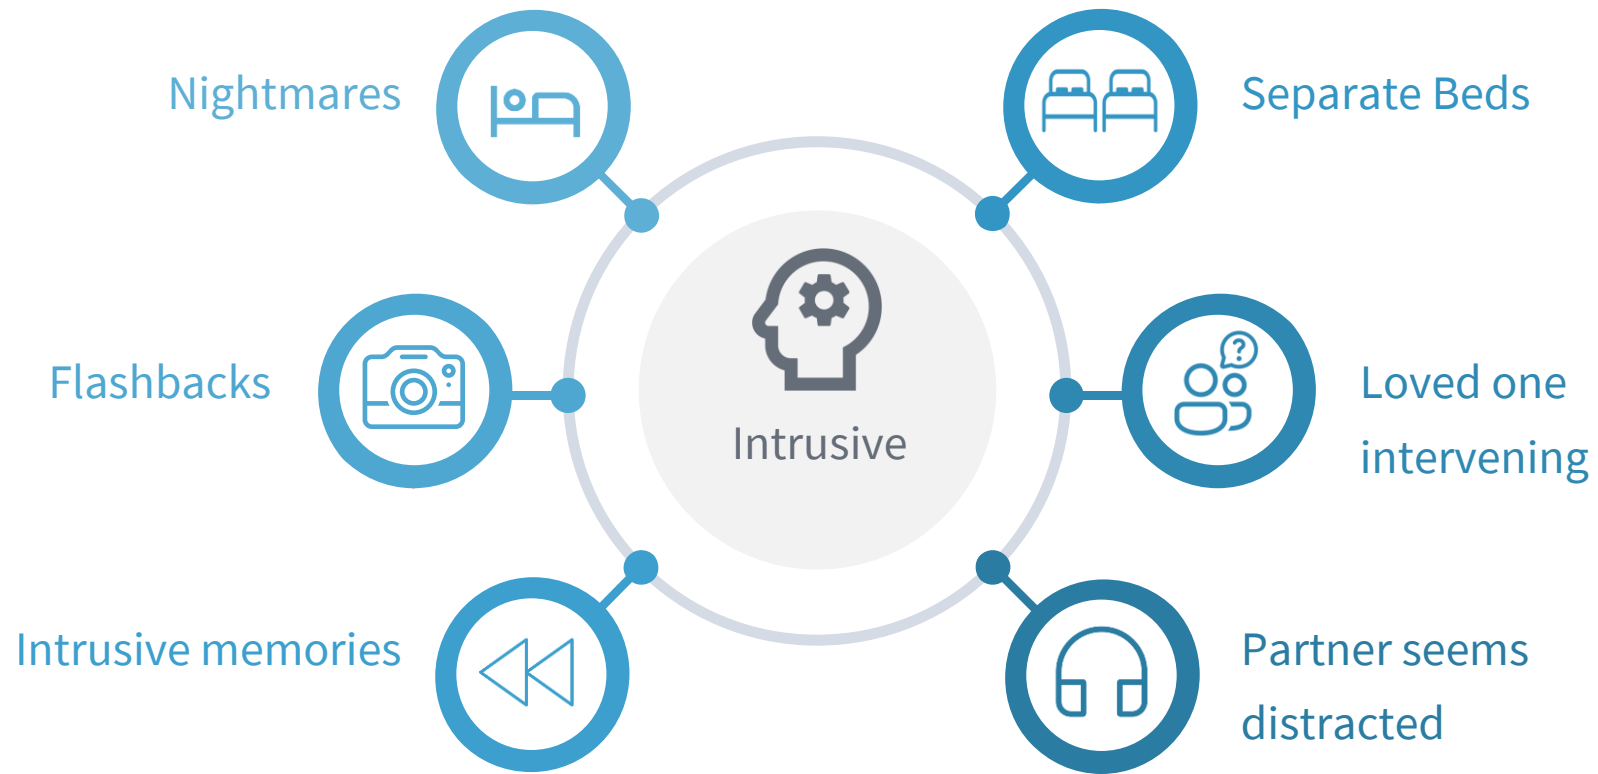 Nightmares
Separate Beds
Flashbacks
Loved one
intervening
Intrusive
Intrusive memories
Partner seems
distracted
?